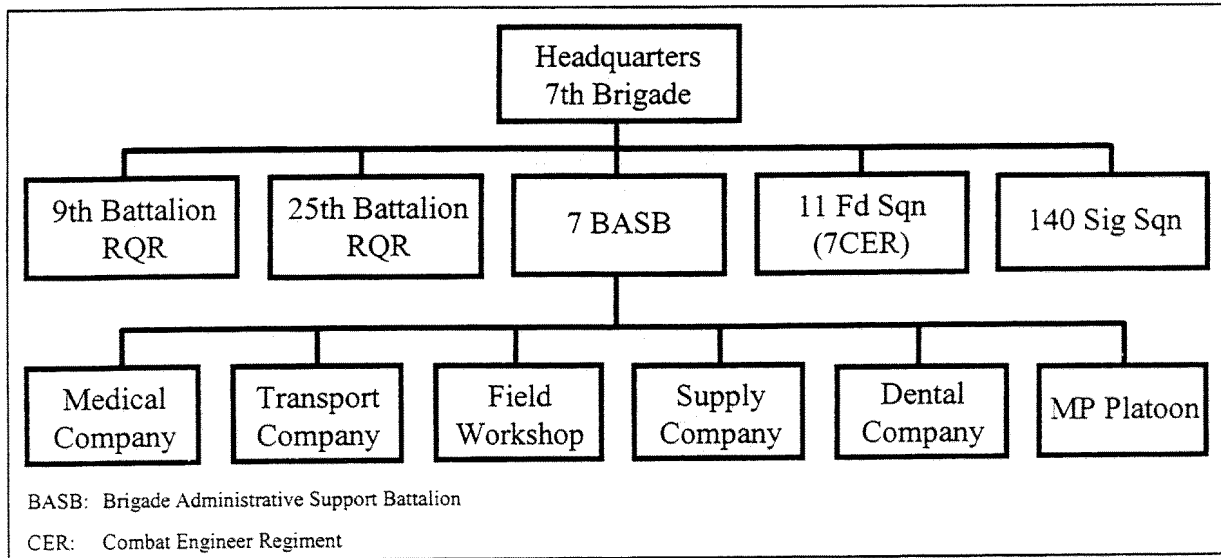 Headquarters
7th Brigade
9th Battalion
RQR
25th Battalion
RQR
7 BASB
11 Fd Sqn
(7CER)
140 Sig Sqn
Medical
Company
Transport
Company
Field
Workshop
Supply
Company
Dental
Company
MP Platoon
BASB: Brigade Administrative Support Battalion
CER: Combat Engineer Regiment